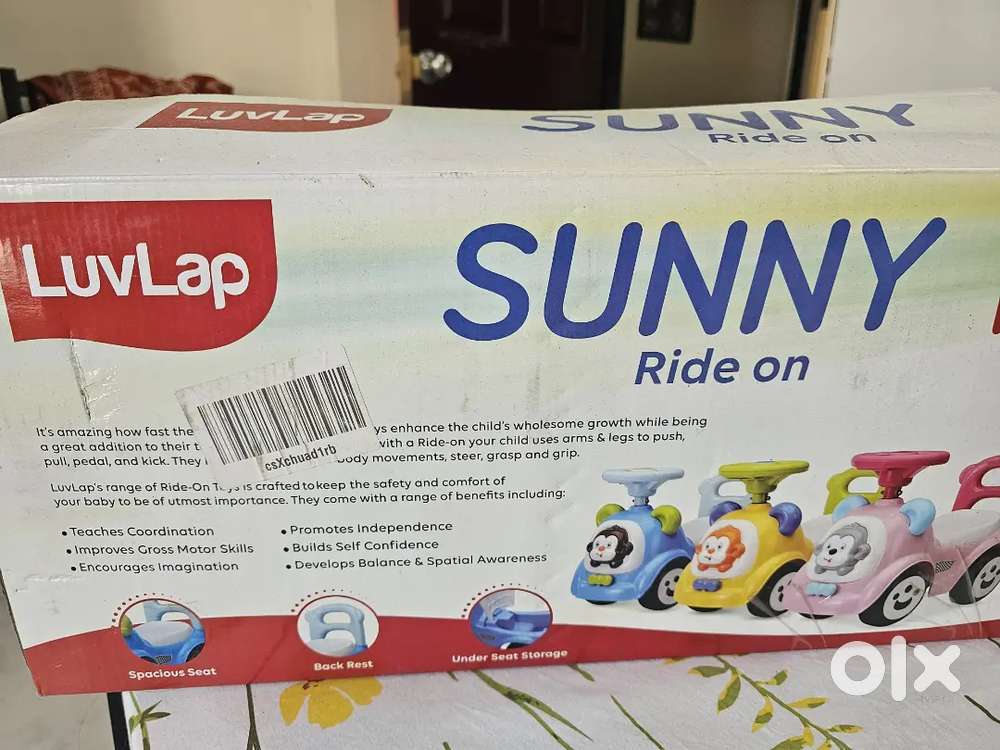 LuvLap
SUNNY
Ride on
LuvLap
SUNNY
Ride on
It's amazing how fast the ys enhance the child's wholesome growth while being
a great addition to their t with a Ride-on your child uses arms & legs to push,
pull, pedal, and kick. They body movements, steer, grasp and grip.
csXchuad1rb
LuvLap's range of Ride-On Toys is crafted to keep the safety and comfort of
your baby to be of utmost importance. They come with a range of benefits including:
• Teaches Coordination
• Improves Gross Motor Skills
• Encourages Imagination
• Promotes Independence
• Builds Self Confidence
• Develops Balance & Spatial Awareness
Spacious Seat
Back Rest
Under Seat Storage
olx